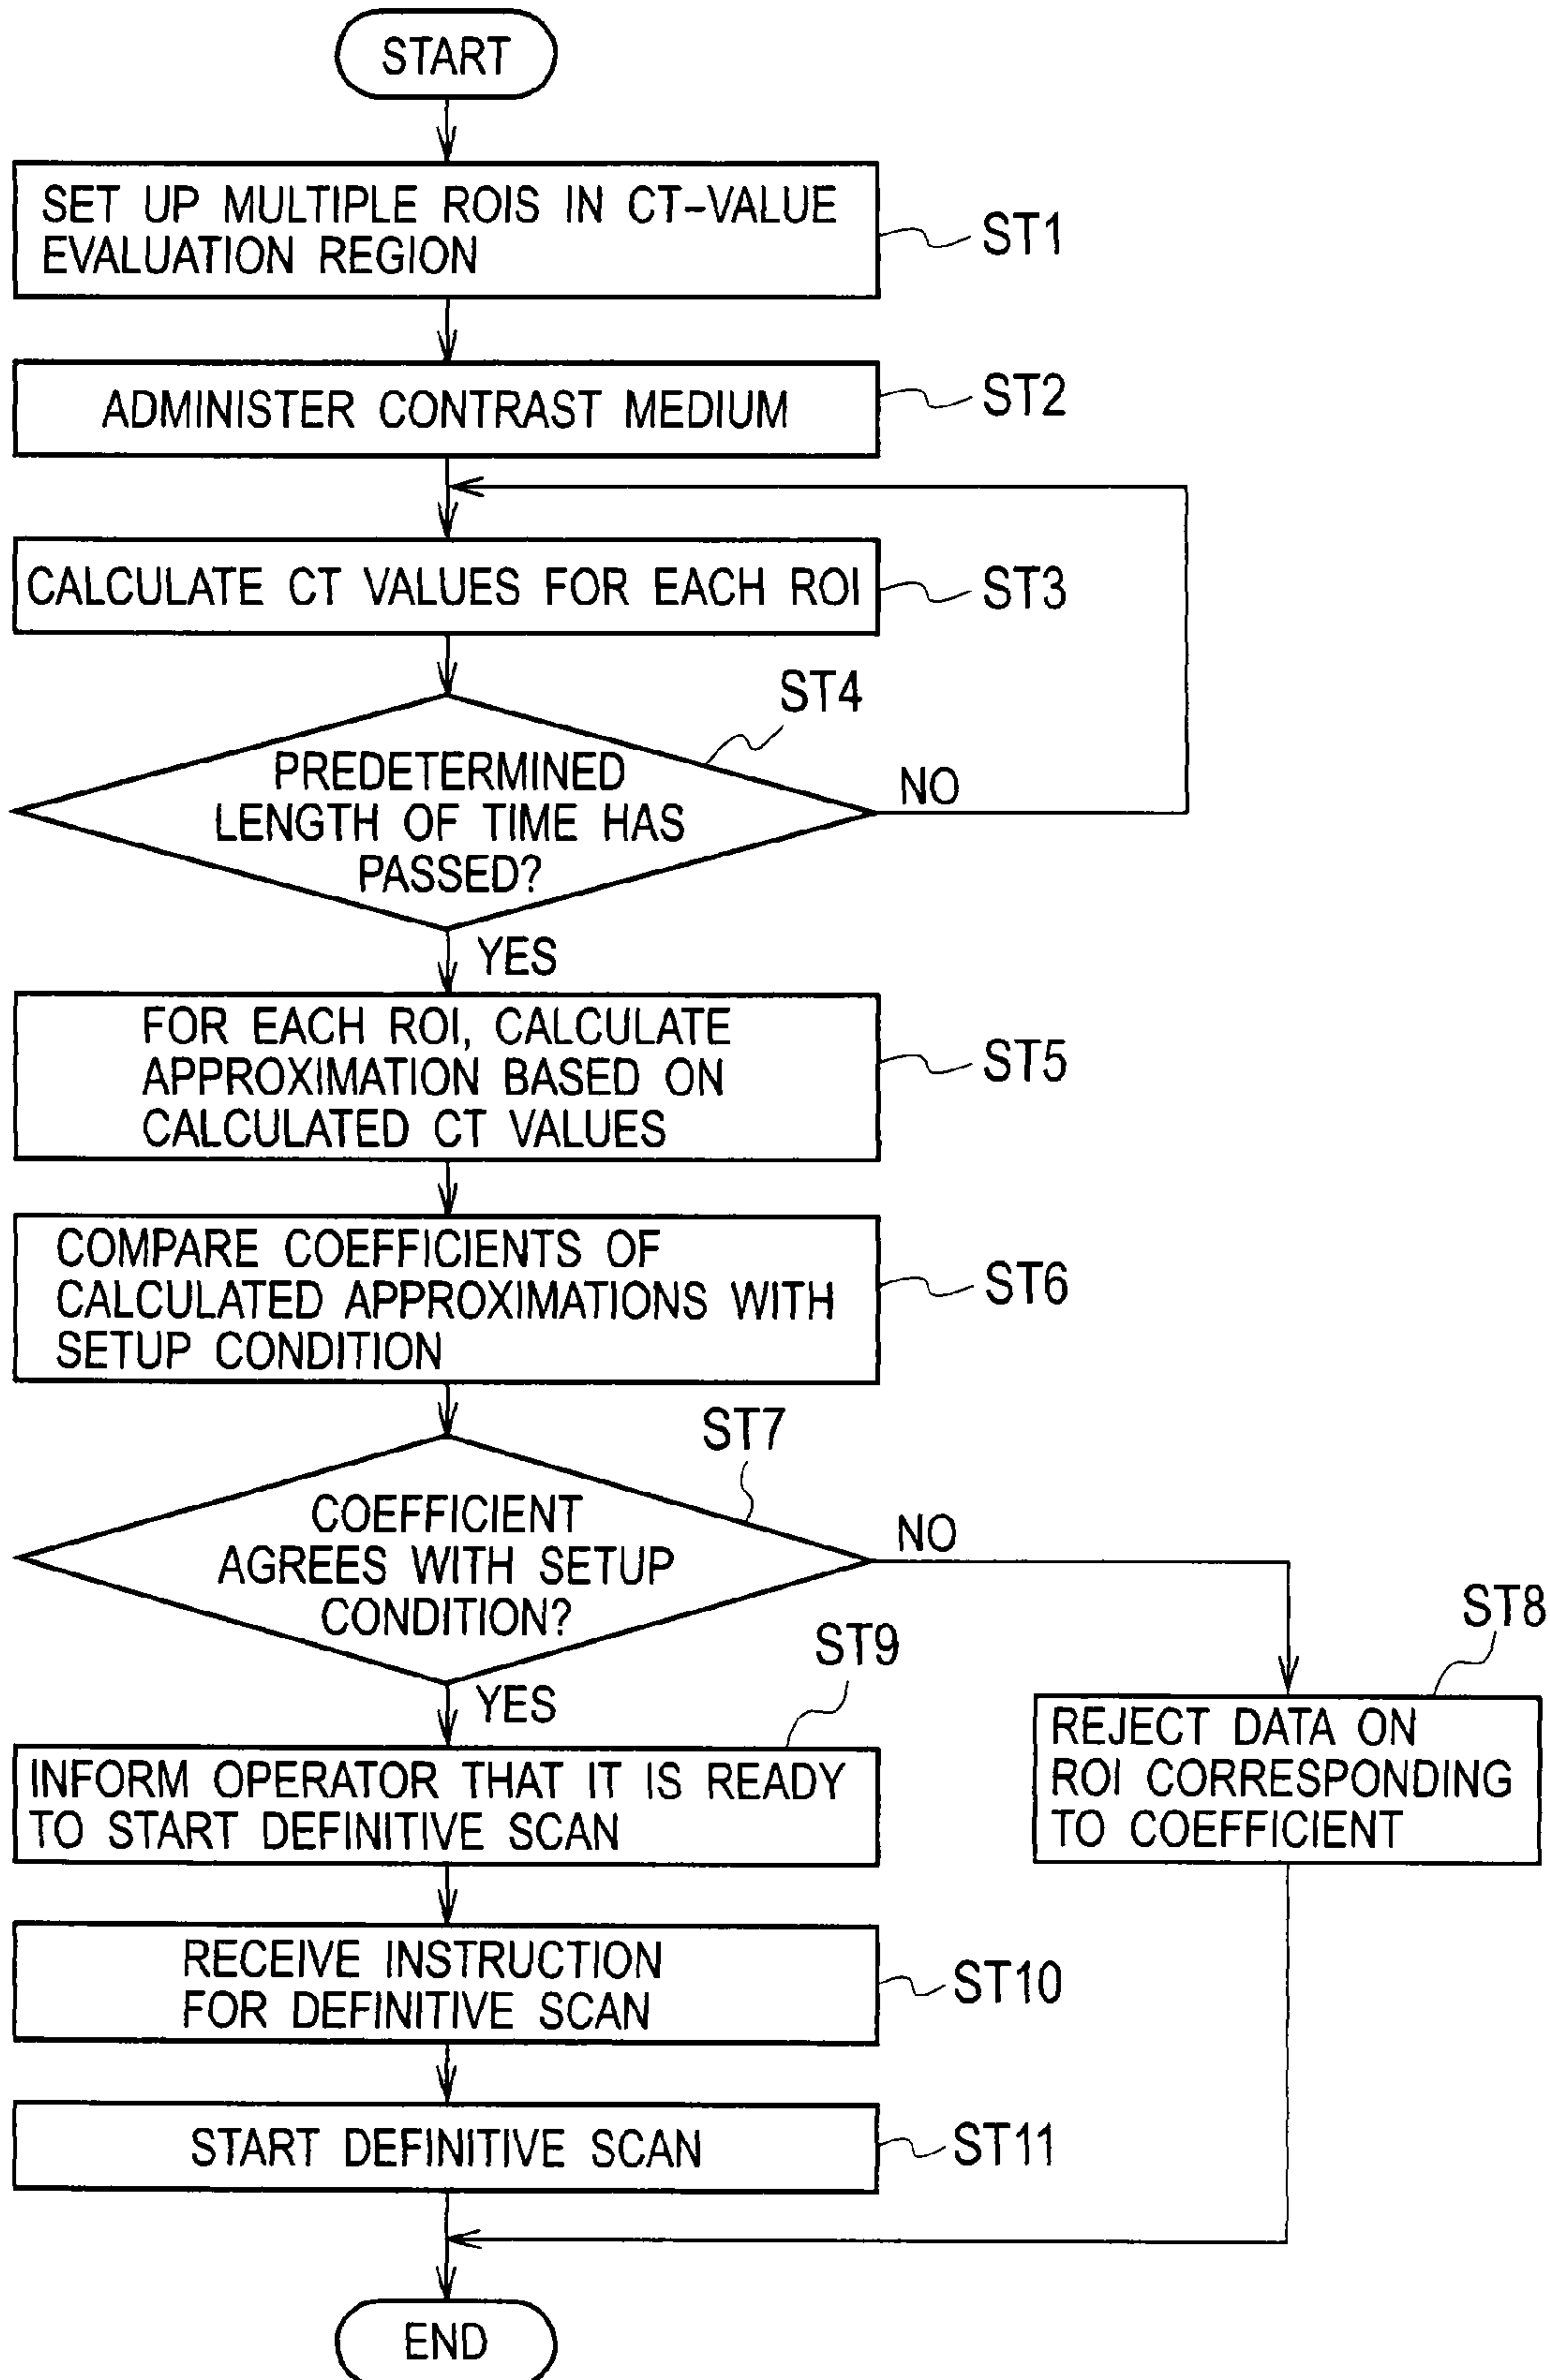 START
SET UP MULTIPLE ROIS IN CT-VALUE
EVALUATION REGION
ST1
ADMINISTER CONTRAST MEDIUM
ST2
CALCULATE CT VALUES FOR EACH ROI
ST3
ST4
PREDETERMINED
LENGTH OF TIME HAS
PASSED?
NO
YES
FOR EACH ROI, CALCULATE
APPROXIMATION BASED ON
CALCULATED CT VALUES
ST5
COMPARE COEFFICIENTS OF
CALCULATED APPROXIMATIONS WITH
SETUP CONDITION
ST6
ST7
COEFFICIENT
AGREES WITH SETUP
CONDITION?
NO
YES
ST8
REJECT DATA ON
ROI CORRESPONDING
TO COEFFICIENT
ST9
INFORM OPERATOR THAT IT IS READY
TO START DEFINITIVE SCAN
RECEIVE INSTRUCTION
FOR DEFINITIVE SCAN
ST10
START DEFINITIVE SCAN
ST11
END